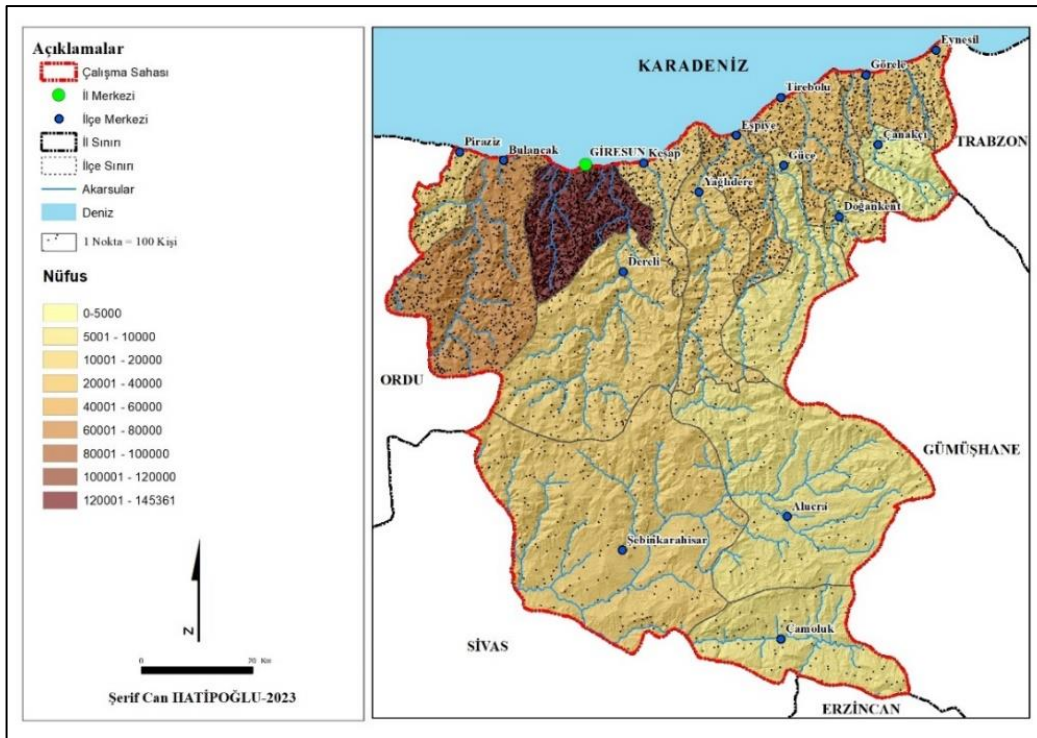 Açıklamalar
Çalışma Sahası
İl Merkezi
İlçe Merkezi
İl Sınırı
İlçe Sınırı
Akarsular
Deniz
1 Nokta = 100 Kişi
Nüfus
0-5000
5001 - 10000
10001 - 20000
20001 - 40000
40001 - 60000
60001 - 80000
80001 - 100000
100001 - 120000
120001 - 145361
N
0 20 Km
Şerif Can HATİPOĞLU-2023
KARADENİZ
Eynesil
Görele
Tirebolu
Espiye
Çanakçı
TRABZON
Piraziz
Bulancak
GİRESUN
Keşap
Güce
Yağlıdere
Doğankent
Dereli
ORDU
GÜMÜŞHANE
Alucra
Şebinkarahisar
Çamoluk
SİVAS
ERZİNCAN